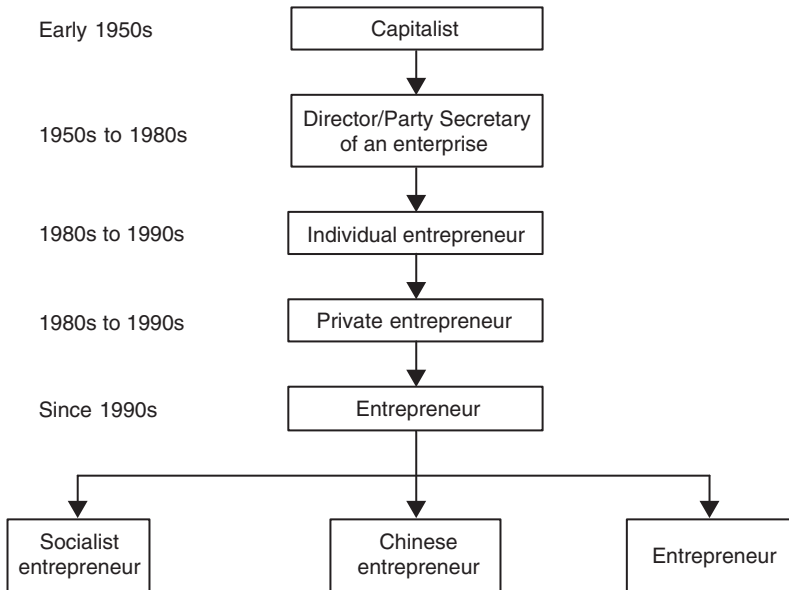 Early 1950s
Capitalist
1950s to 1980s
Director/Party Secretary
of an enterprise
1980s to 1990s
Individual entrepreneur
1980s to 1990s
Private entrepreneur
Since 1990s
Entrepreneur
Socialist
entrepreneur
Chinese
entrepreneur
Entrepreneur